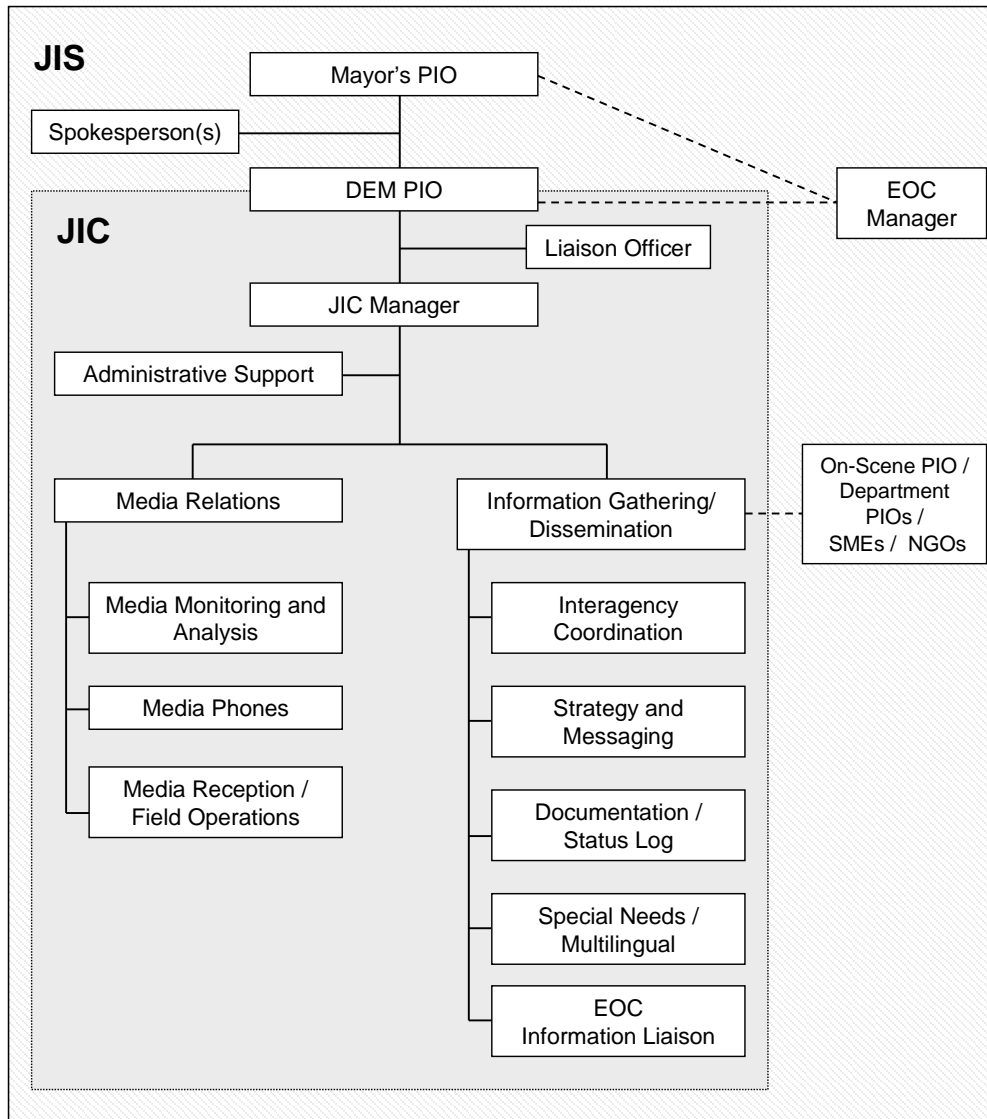 JIS
Mayor's PIO
Spokesperson(s)
DEM PIO
EOC
Manager
JIC
Liaison Officer
JIC Manager
Administrative Support
On-Scene PIO /
Department
PIOs /
SMEs / NGOs
Media Relations
Information Gathering/
Dissemination
Media Monitoring and
Analysis
Media Phones
Media Reception /
Field Operations
Interagency
Coordination
Strategy and
Messaging
Documentation /
Status Log
Special Needs /
Multilingual
EOC
Information Liaison